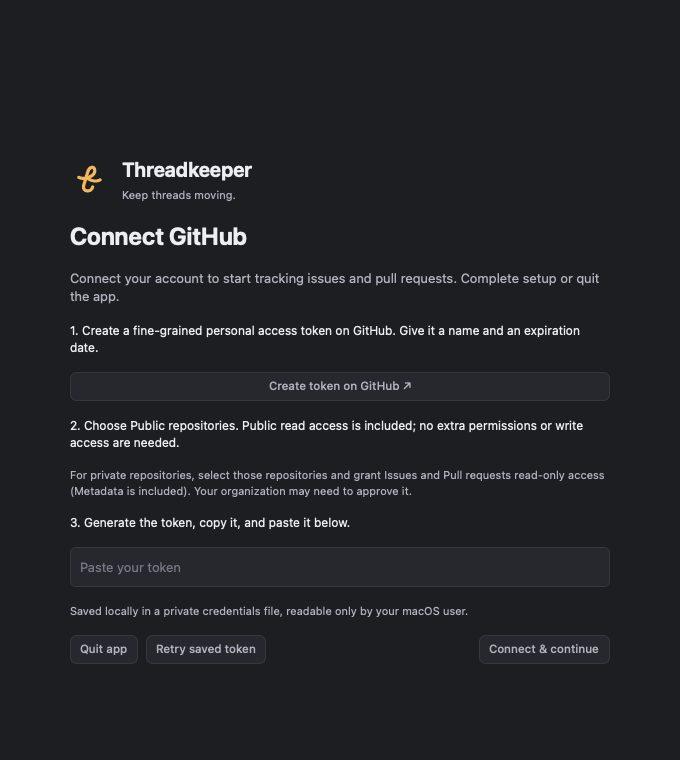 Threadkeeper
Keep threads moving.
Connect GitHub
Connect your account to start tracking issues and pull requests. Complete setup or quit
the app.
1. Create a fine-grained personal access token on GitHub. Give it a name and an expiration
date.
Create token on GitHub ↗
2. Choose Public repositories. Public read access is included; no extra permissions or write
access are needed.
For private repositories, select those repositories and grant Issues and Pull requests read-only access
(Metadata is included). Your organization may need to approve it.
3. Generate the token, copy it, and paste it below.
Paste your token
Saved locally in a private credentials file, readable only by your macOS user.
Quit app
Retry saved token
Connect & continue